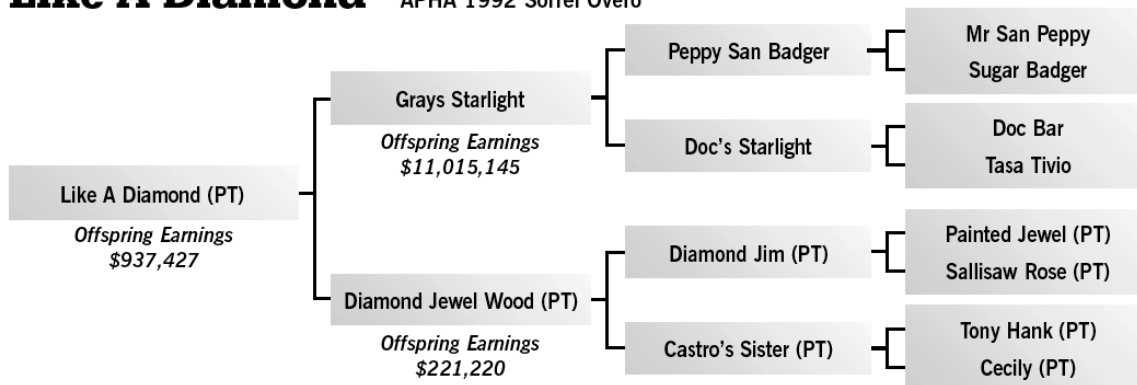 Like A Diamond APHA 1992 Sorrel Overo
Peppy San Badger
Mr San Peppy
Sugar Badger
Grays Starlight
Offspring Earnings
$11,015,145
Doc's Starlight
Doc Bar
Tasa Tivio
Like A Diamond (PT)
Offspring Earnings
$937,427
Diamond Jim (PT)
Painted Jewel (PT)
Sallisaw Rose (PT)
Diamond Jewel Wood (PT)
Offspring Earnings
$221,220
Castro's Sister (PT)
Tony Hank (PT)
Cecily (PT)